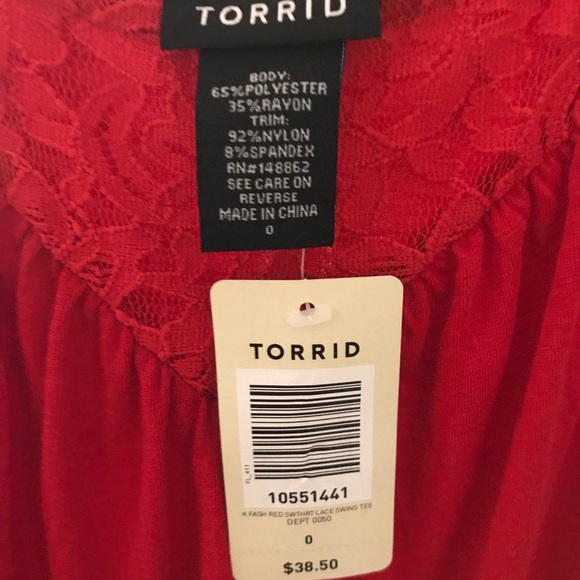 TORRID
BODY:
65%POLYESTER
35%RAYON
TRIM:
92%NYLON
8%SPANDEX
RN#148862
SEE CARE ON
REVERSE
MADE IN CHINA
0
TORRID
FL_411
10551441
K FASH RED SWTHRT LACE SWING TEE
DEPT 0050
0
$38.50